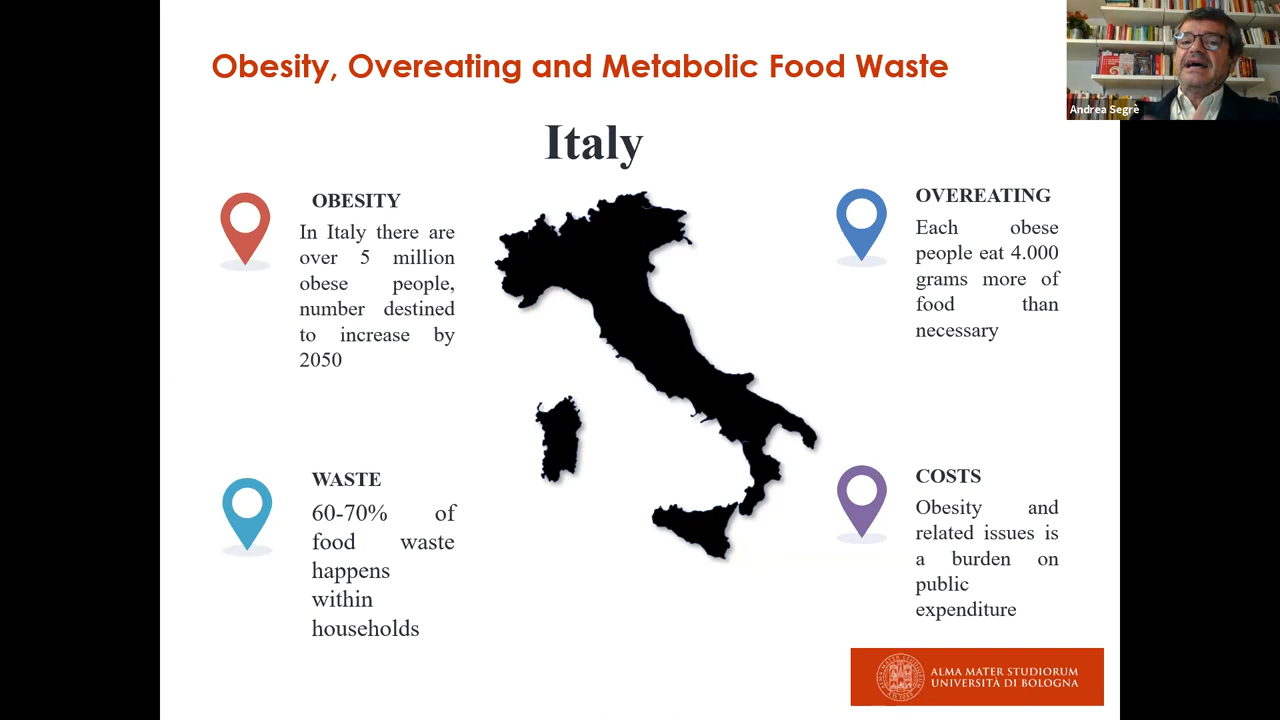 Obesity, Overeating and Metabolic Food Waste
Andrea Segrè
Italy
OBESITY
In Italy there are
over 5 million
obese people,
number destined
to increase by
2050
OVEREATING
Each obese
people eat 4.000
grams more of
food than
necessary
WASTE
60-70% of
food waste
happens
within
households
COSTS
Obesity and
related issues is
a burden on
public
expenditure
ALMA MATER STUDIORUM
UNIVERSITÀ DI BOLOGNA